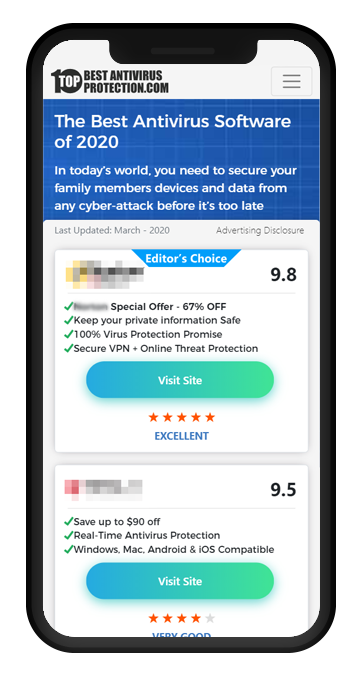 TOP 10 BEST ANTIVIRUS
PROTECTION.COM
The Best Antivirus Software
of 2020
In today's world, you need to secure your
family members devices and data from
any cyber-attack before it's too late
Last Updated: March - 2020 Advertising Disclosure
Editor's Choice
9.8
Special Offer - 67% OFF
Keep your private information Safe
100% Virus Protection Promise
Secure VPN + Online Threat Protection
Visit Site
EXCELLENT
9.5
Save up to $90 off
Real-Time Antivirus Protection
Windows, Mac, Android & iOS Compatible
Visit Site
VERY GOOD